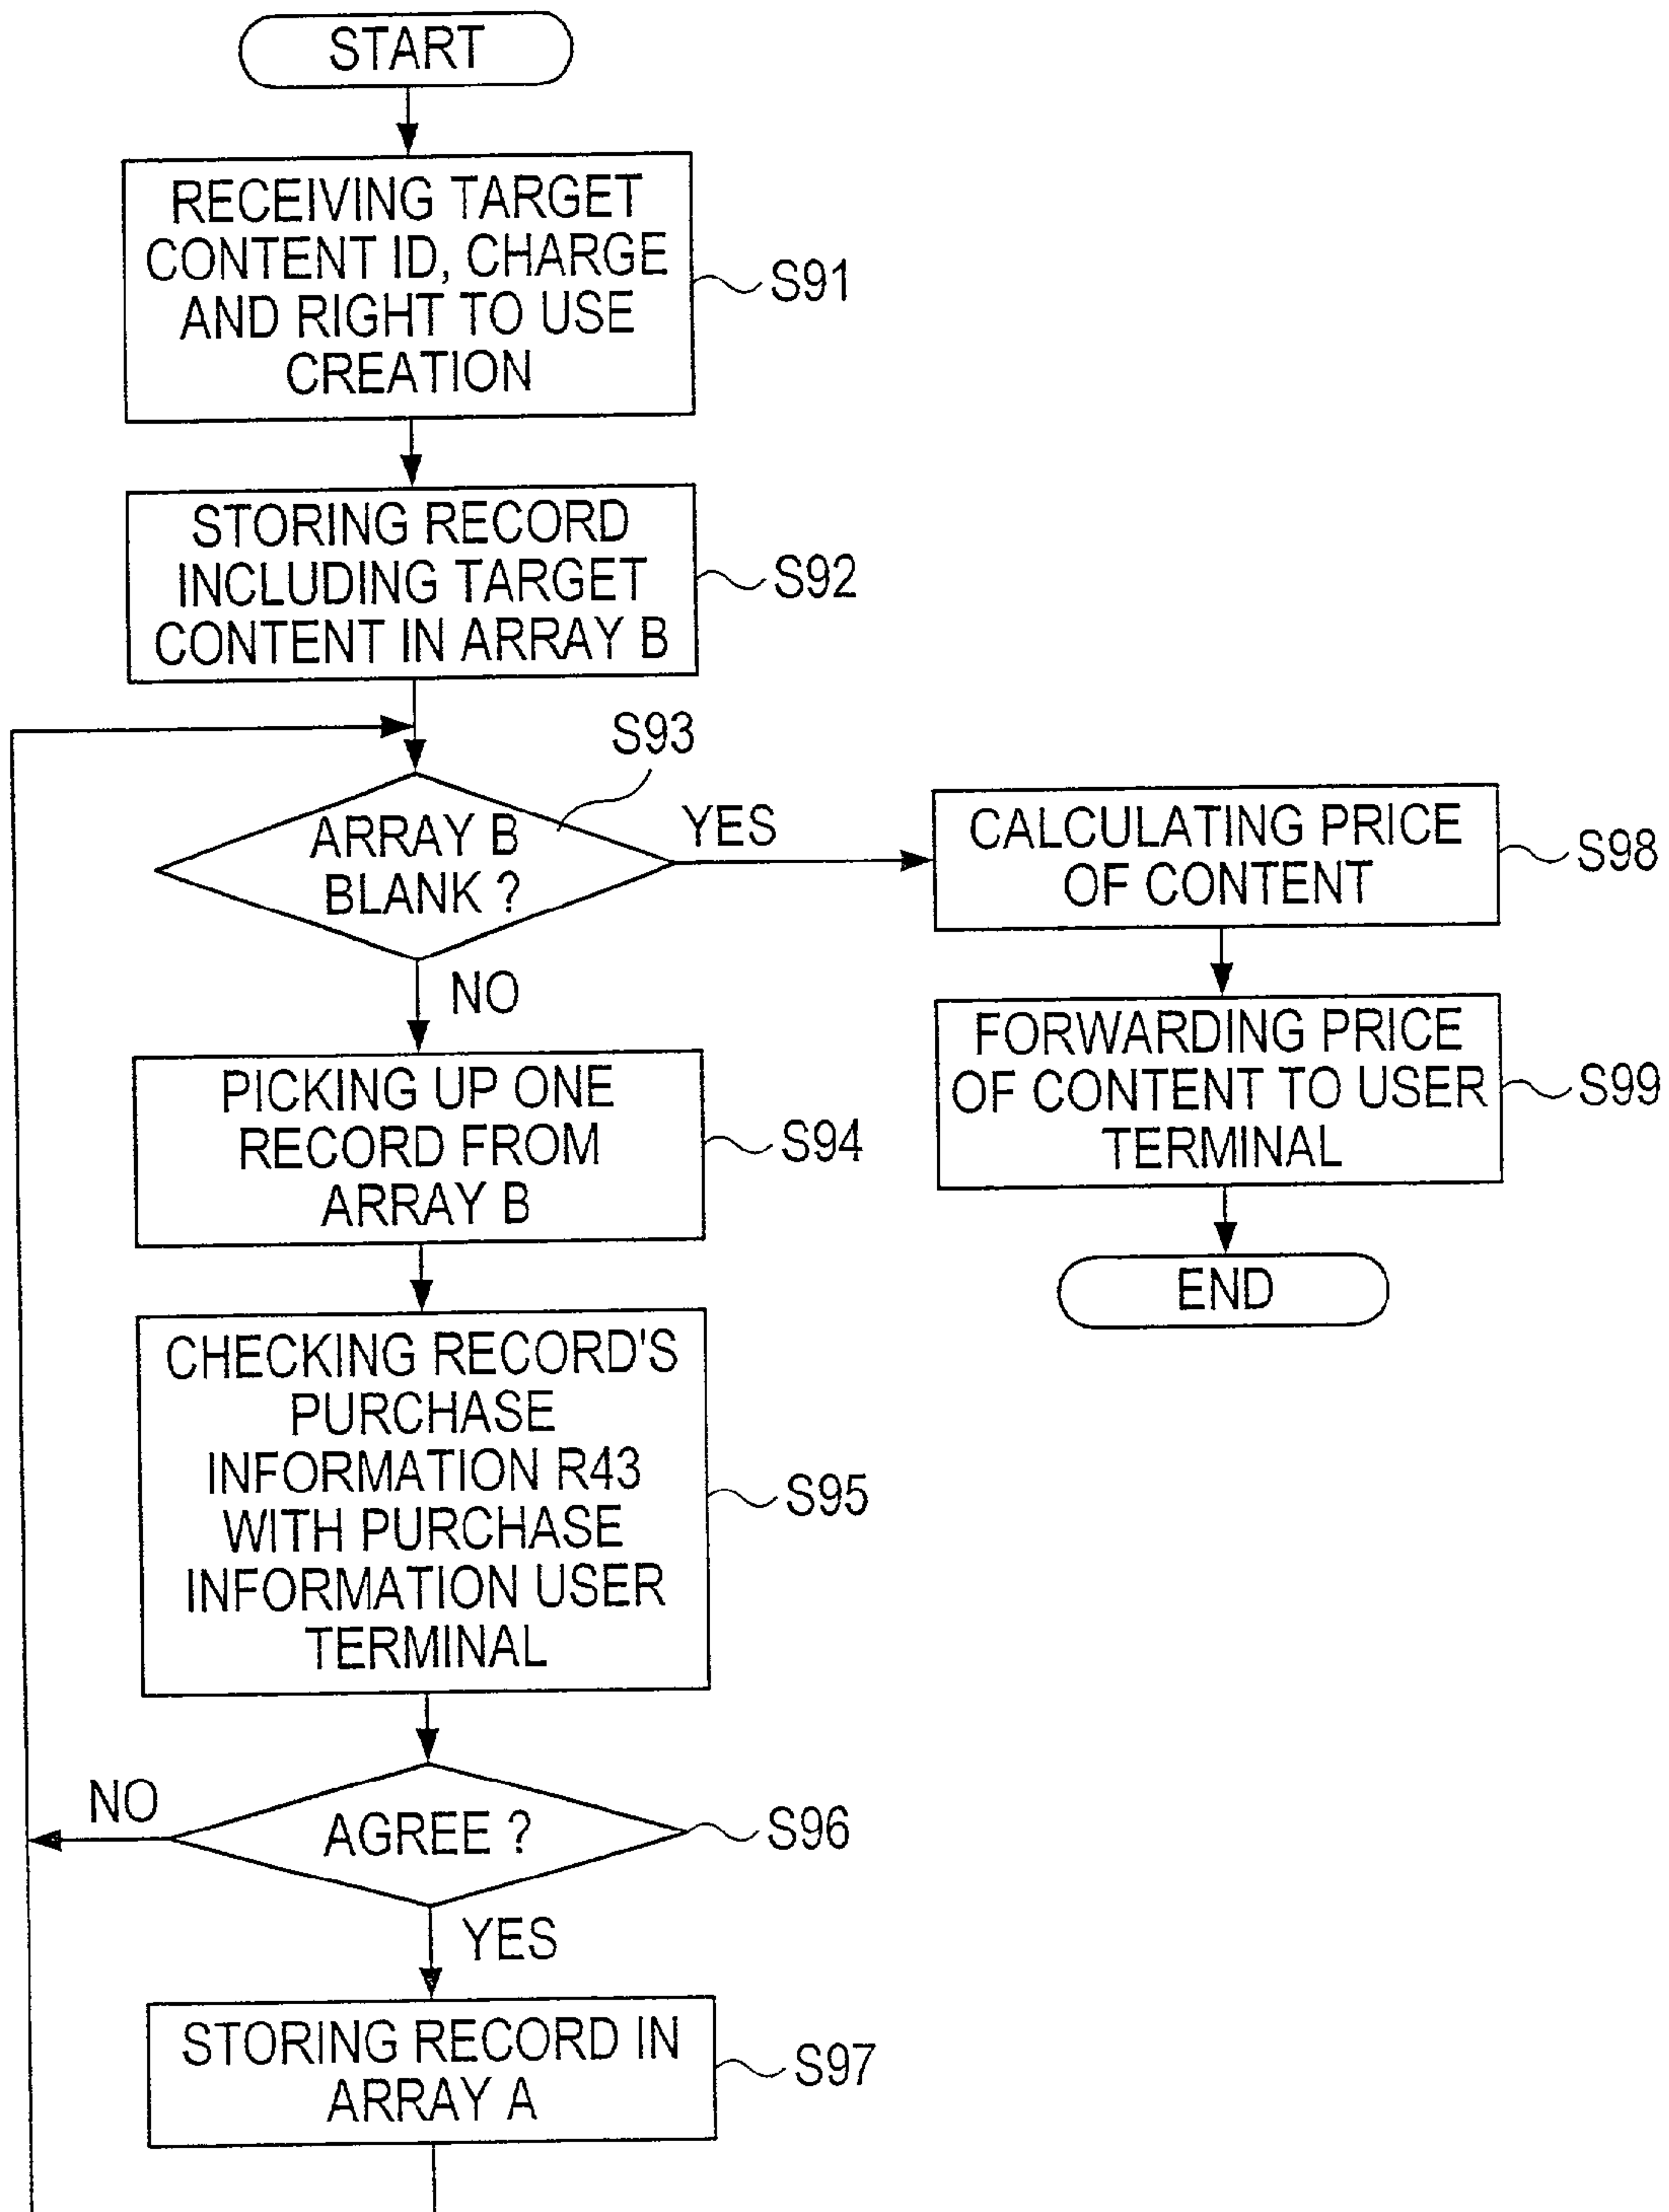 START
RECEIVING TARGET
CONTENT ID, CHARGE
AND RIGHT TO USE
CREATION
S91
STORING RECORD
INCLUDING TARGET
CONTENT IN ARRAY B
S92
S93
ARRAY B
BLANK ?
YES
NO
CALCULATING PRICE
OF CONTENT
S98
FORWARDING PRICE
OF CONTENT TO USER
TERMINAL
S99
END
PICKING UP ONE
RECORD FROM
ARRAY B
S94
CHECKING RECORD'S
PURCHASE
INFORMATION R43
WITH PURCHASE
INFORMATION USER
TERMINAL
S95
NO
AGREE ?
S96
YES
STORING RECORD IN
ARRAY A
S97